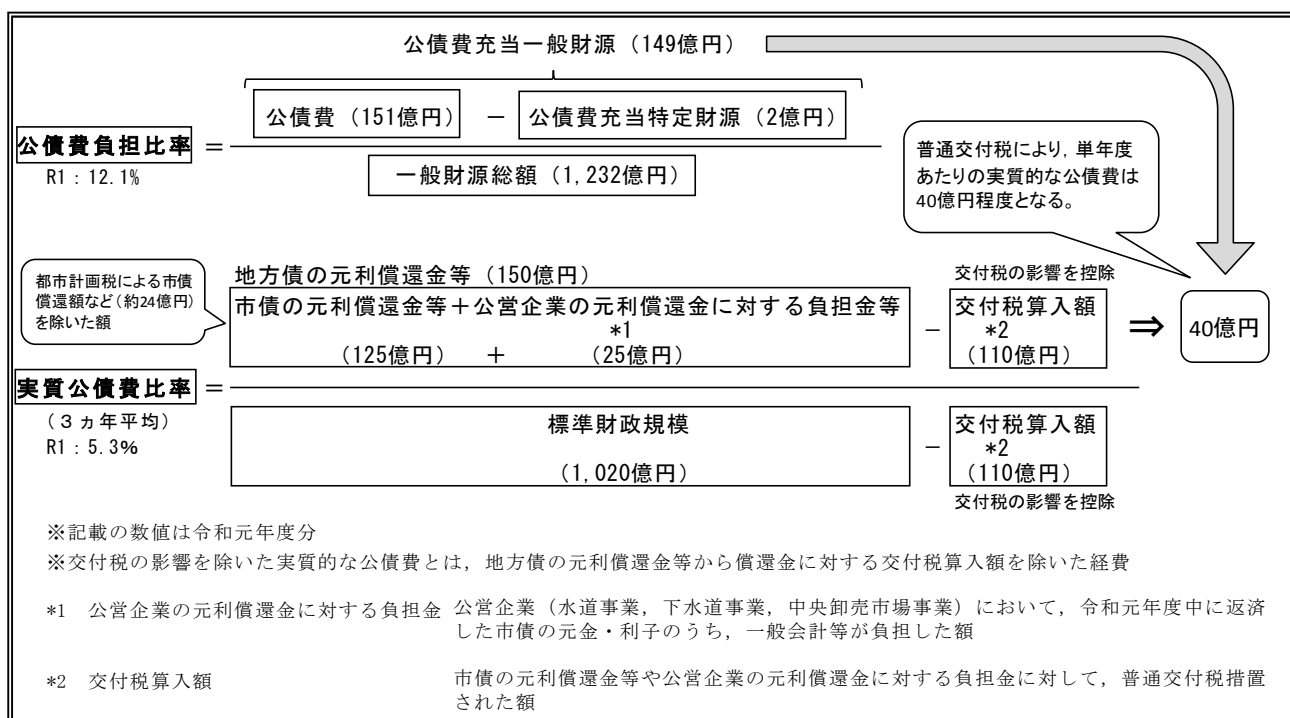 公債費充当一般財源（149億円）
公債費（151億円） － 公債費充当特定財源（2億円）
公債費負担比率 ＝
R1：12.1%
一般財源総額（1,232億円）
普通交付税により，単年度
あたりの実質的な公債費は
40億円程度となる。
都市計画税による市債
償還額など（約24億円）
を除いた額
地方債の元利償還金等（150億円）
市債の元利償還金等＋公営企業の元利償還金に対する負担金等
*1
（125億円） ＋ （25億円）
－
交付税の影響を控除
交付税算入額
*2
（110億円）
⇒
40億円
実質公債費比率 ＝
（３ヵ年平均）
R1：5.3%
標準財政規模
（1,020億円）
－
交付税算入額
*2
（110億円）
交付税の影響を控除
※記載の数値は令和元年度分
※交付税の影響を除いた実質的な公債費とは，地方債の元利償還金等から償還金に対する交付税算入額を除いた経費
*1 公営企業の元利償還金に対する負担金 公営企業（水道事業，下水道事業，中央卸売市場事業）において，令和元年度中に返済
した市債の元金・利子のうち，一般会計等が負担した額
*2 交付税算入額 市債の元利償還金等や公営企業の元利償還金に対する負担金に対して，普通交付税措置
された額